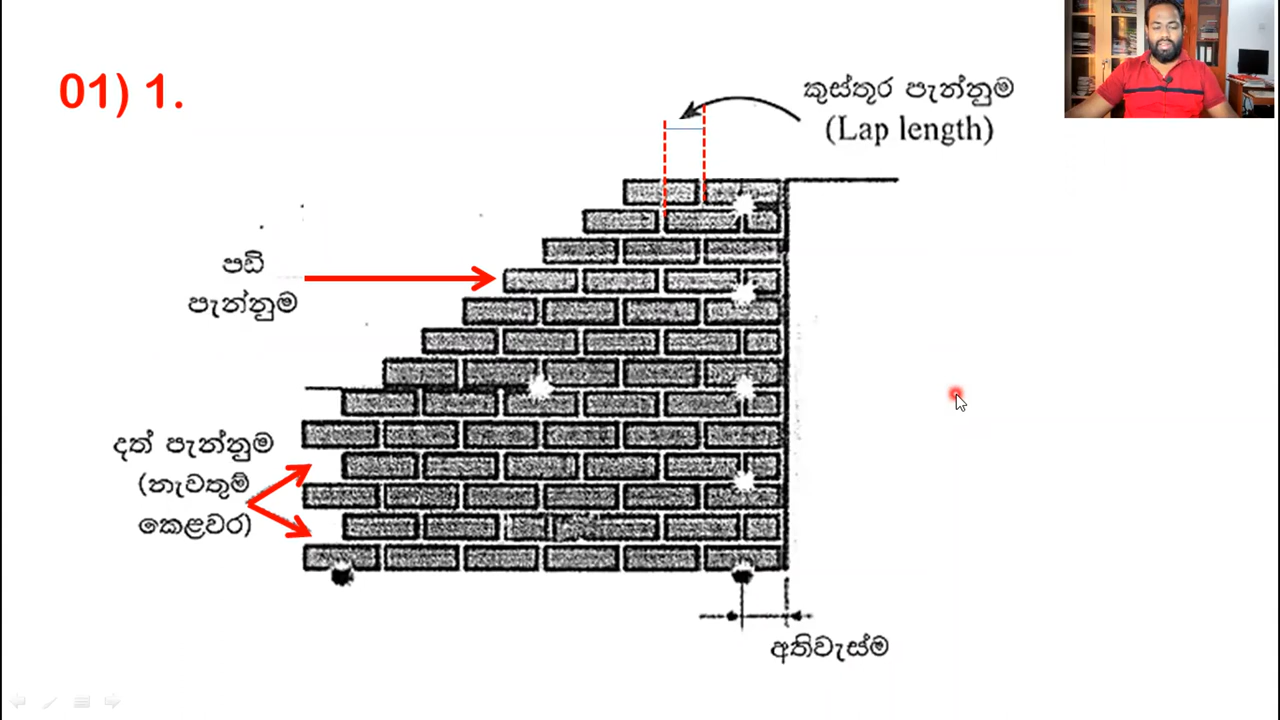 01) 1.
කුස්තූර පැන්නුම
(Lap length)
පඩි
පැන්නුම
දත් පැන්නුම
(නැවතුම්
කෙළවර)
අතිවැස්ම